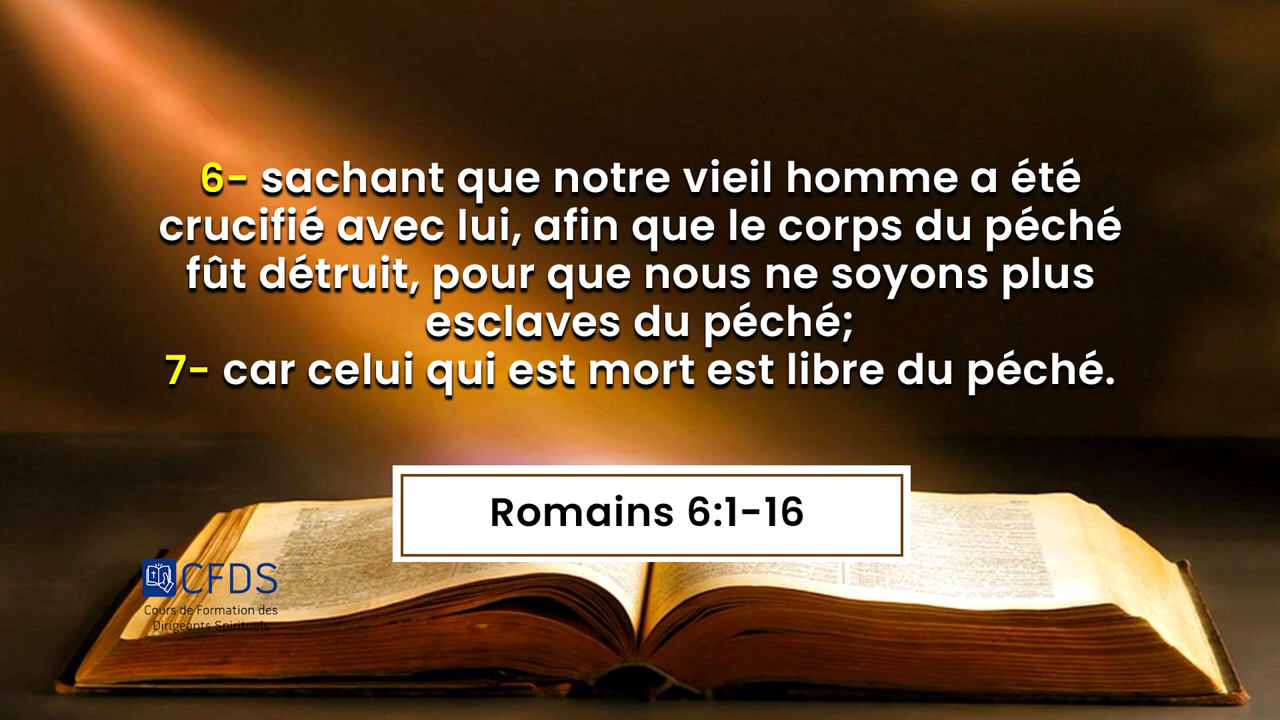 6- sachant que notre vieil homme a été
crucifié avec lui, afin que le corps du péché
fût détruit, pour que nous ne soyons plus
esclaves du péché;
7- car celui qui est mort est libre du péché.
Romains 6:1-16
CFDS
Cours de Formation des
Dirigeants Spirituels